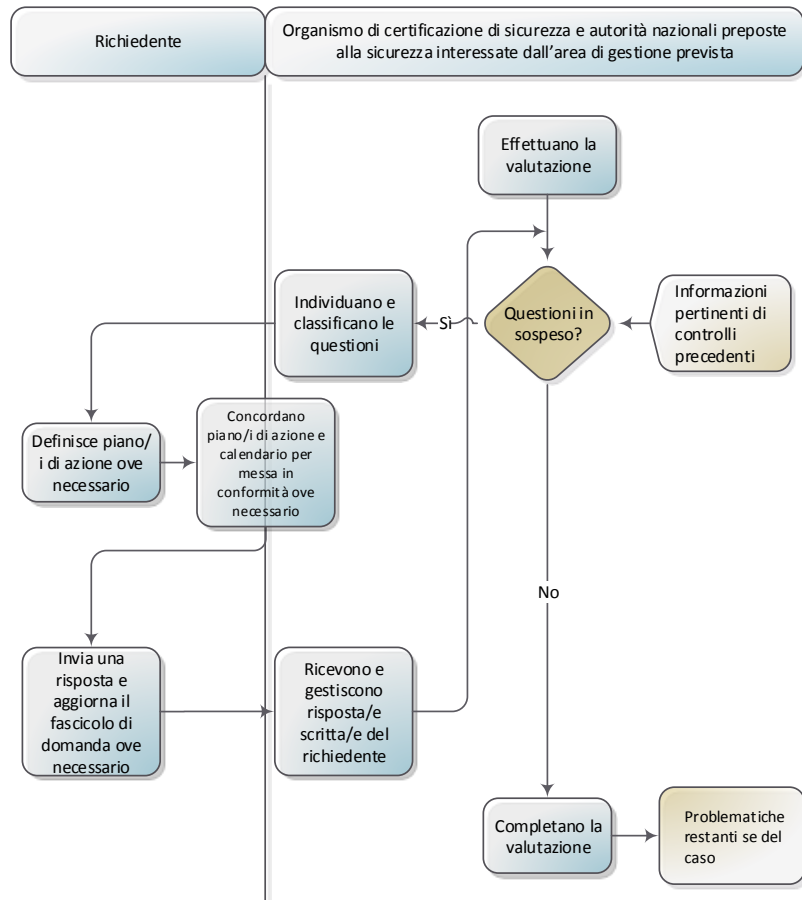 Richiedente
Organismo di certificazione di sicurezza e autorità nazionali preposte
alla sicurezza interessate dall'area di gestione prevista
Effettuano la
valutazione
Individuano e
classificano le
questioni
Sì
Questioni in
sospeso?
Informazioni
pertinenti di
controlli
precedenti
Definisce piano/
i di azione ove
necessario
Concordano
piano/i di azione e
calendario per
messa in
conformità ove
necessario
No
Invia una
risposta e
aggiorna il
fascicolo di
domanda ove
necessario
Ricevono e
gestiscono
risposta/e
scritta/e del
richiedente
Completano la
valutazione
Problematiche
restanti se del
caso